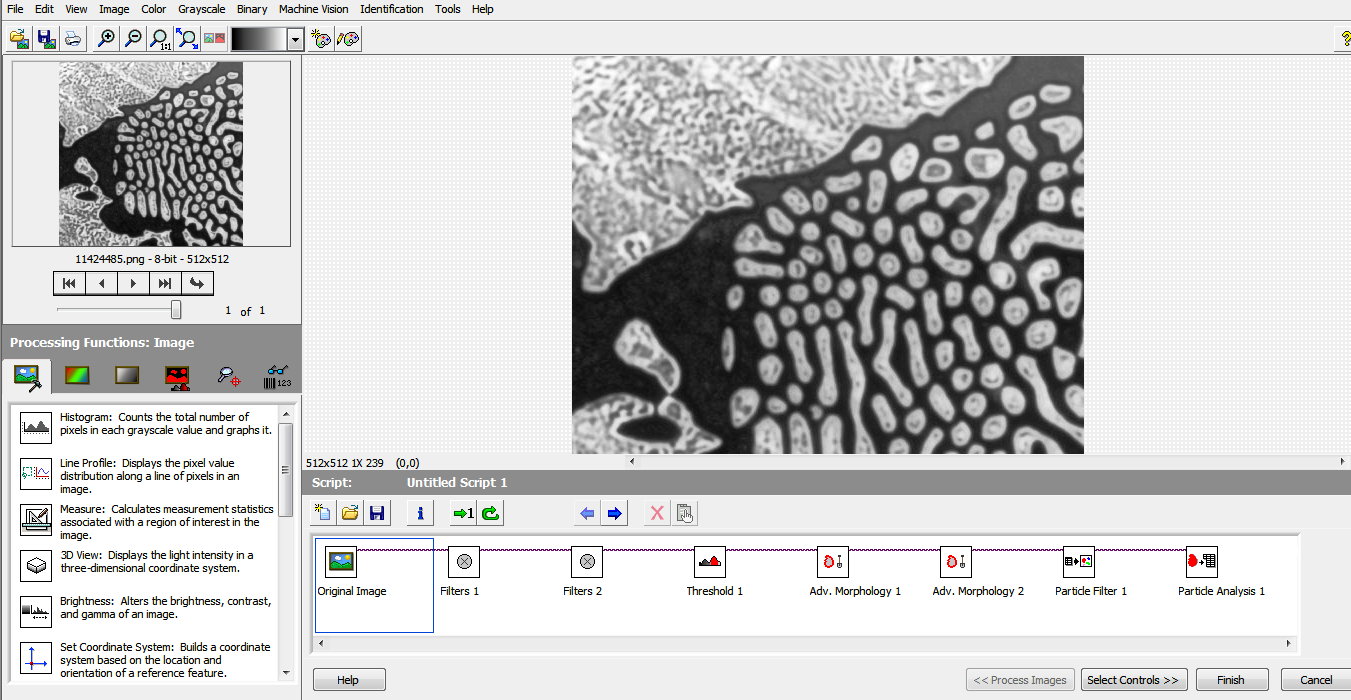 File Edit View Image Color Grayscale Binary Machine Vision Identification Tools Help
1:1
?
11424485.png - 8-bit - 512x512
1 of 1
Processing Functions: Image
123
Histogram: Counts the total number of
pixels in each grayscale value and graphs it.
Line Profile: Displays the pixel value
distribution along a line of pixels in an
image.
Measure: Calculates measurement statistics
associated with a region of interest in the
image.
3D View: Displays the light intensity in a
three-dimensional coordinate system.
Brightness: Alters the brightness, contrast,
and gamma of an image.
Set Coordinate System: Builds a coordinate
system based on the location and
orientation of a reference feature.
512x512 1X 239 (0,0)
Script: Untitled Script 1
1
Original Image Filters 1 Filters 2 Threshold 1 Adv. Morphology 1 Adv. Morphology 2 Particle Filter 1 Particle Analysis 1
Help << Process Images Select Controls >> Finish Cancel